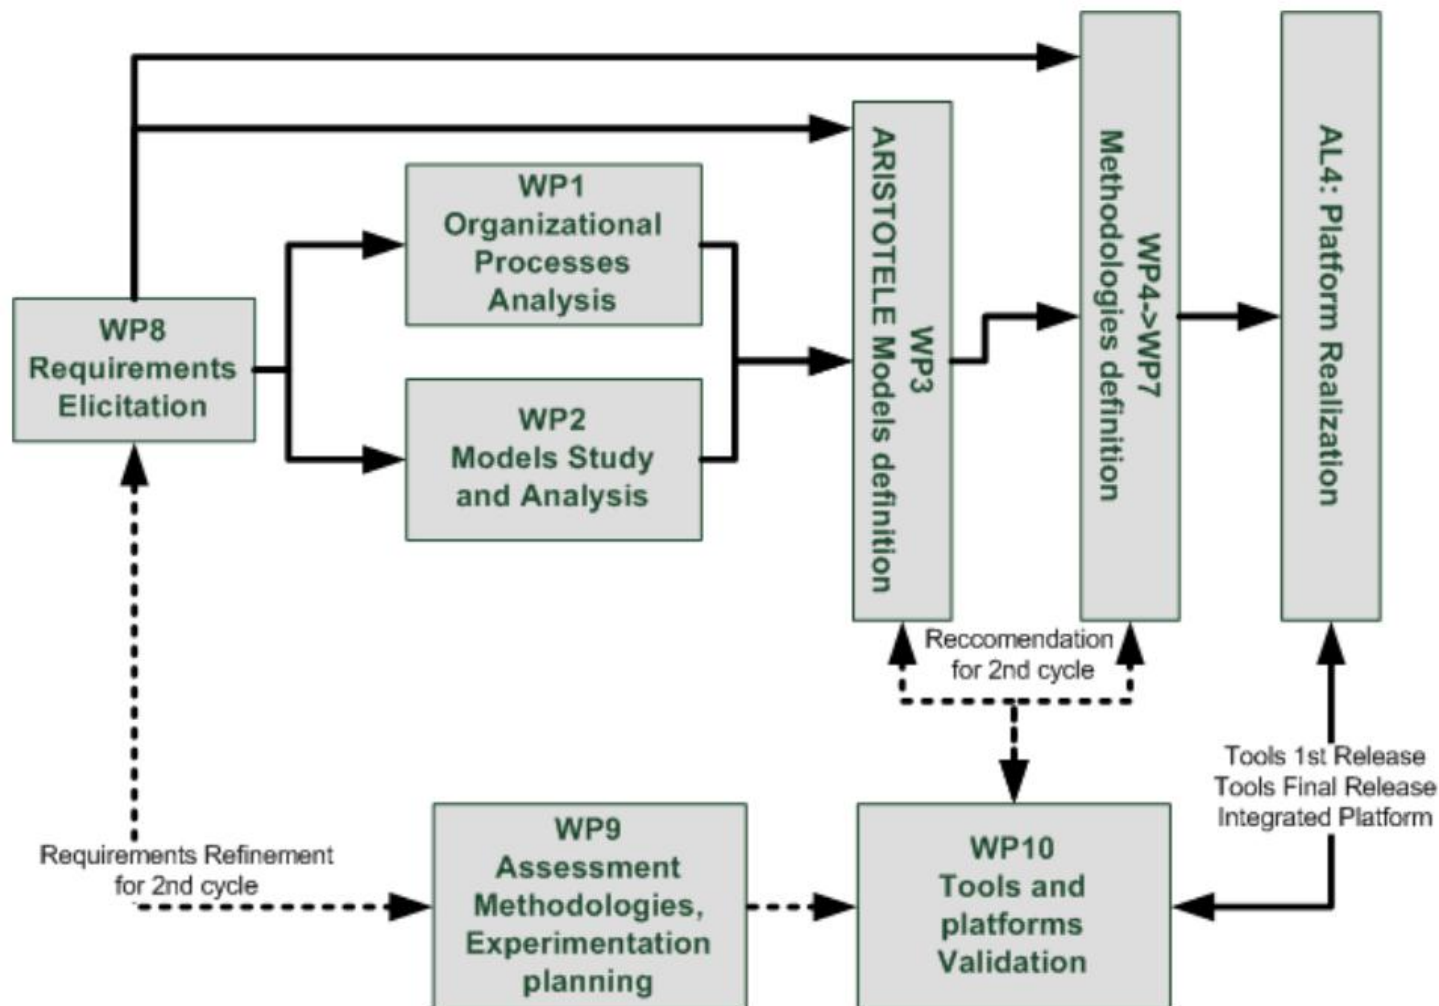 WP8
Requirements
Elicitation
WP1
Organizational
Processes
Analysis
WP2
Models Study
and Analysis
WP3
ARISTOTELE Models definition
WP4->WP7
Methodologies definition
AL4: Platform Realization
Reccomendation
for 2nd cycle
Tools 1st Release
Tools Final Release
Integrated Platform
Requirements Refinement
for 2nd cycle
WP9
Assessment
Methodologies,
Experimentation
planning
WP10
Tools and
platforms
Validation